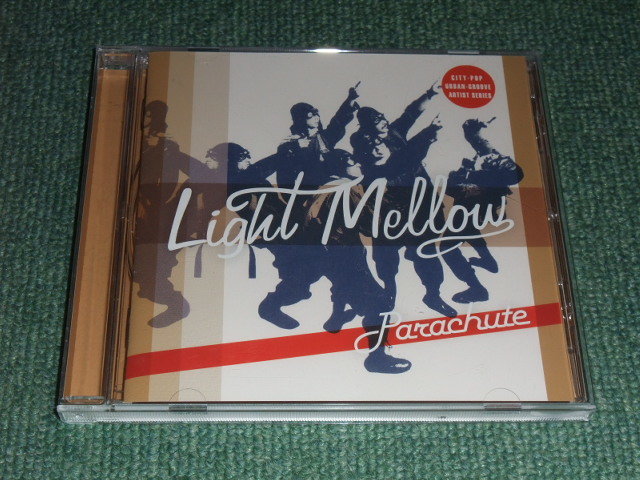 CITY·POP
URBAN·GROOVE
ARTIST SERIES
Light Mellow
Parachute